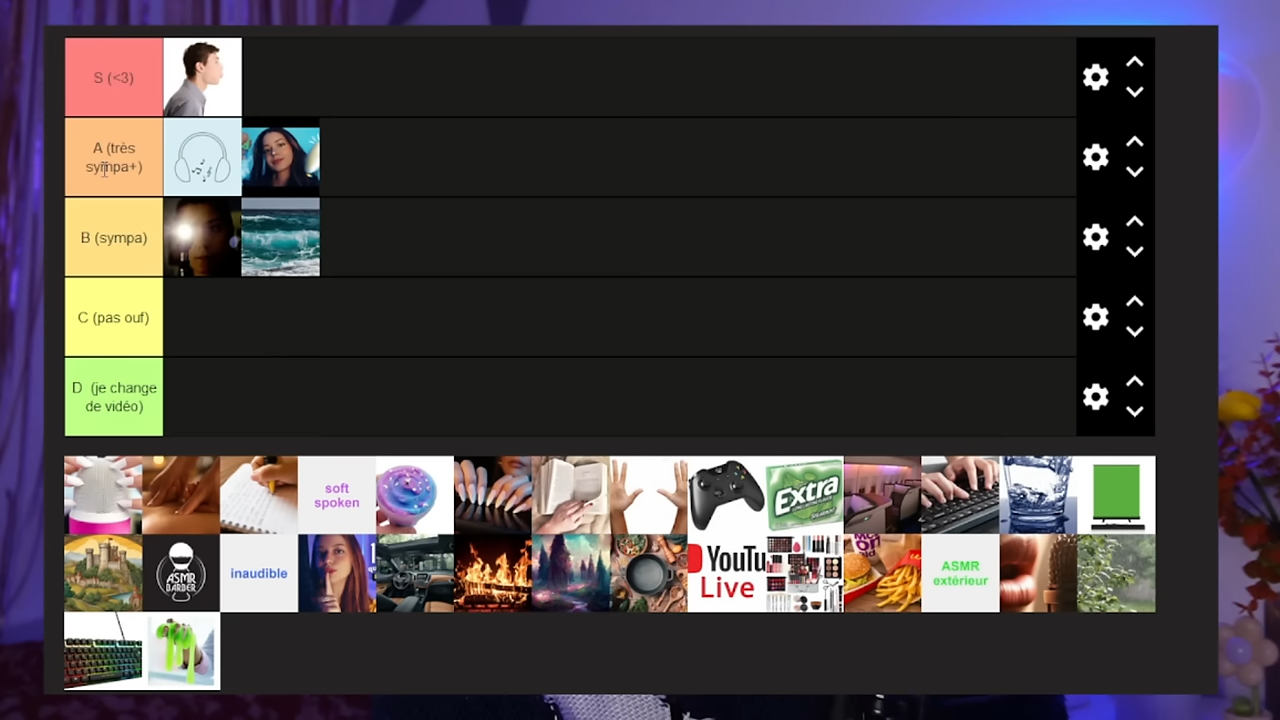 S (<3)
A (très
sympa+)
B (sympa)
C (pas ouf)
D (je change
de vidéo)
soft
spoken
Extra
ASMR
BARBER
inaudible
YouTu
Live
ASMR
extérieur